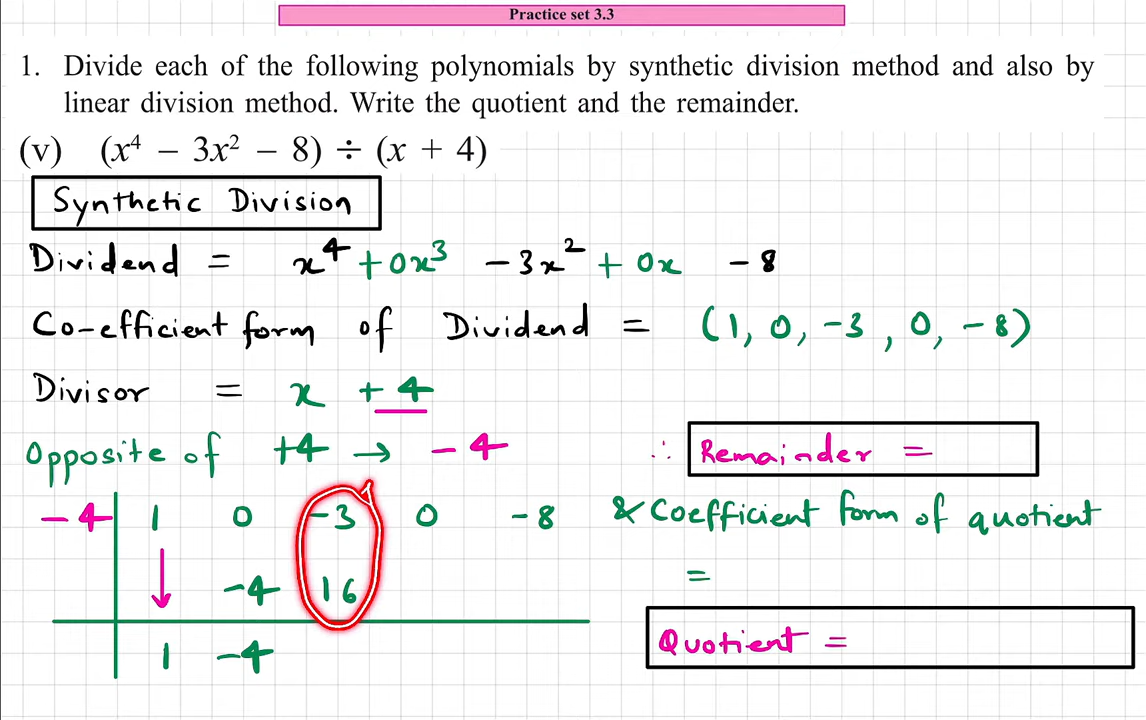 Practice set 3.3
1. Divide each of the following polynomials by synthetic division method and also by
linear division method. Write the quotient and the remainder.
(v) (x⁴ − 3x² − 8) ÷ (x + 4)
Synthetic Division
Dividend = x⁴ + 0x³ − 3x² + 0x − 8
Co-efficient form of Dividend = (1, 0, −3, 0, −8)
Divisor = x + 4
Opposite of +4 → −4
∴ Remainder =
−4 | 1 0 −3 0 −8
& Coefficient form of quotient
=
↓ −4 16
1 −4
Quotient =